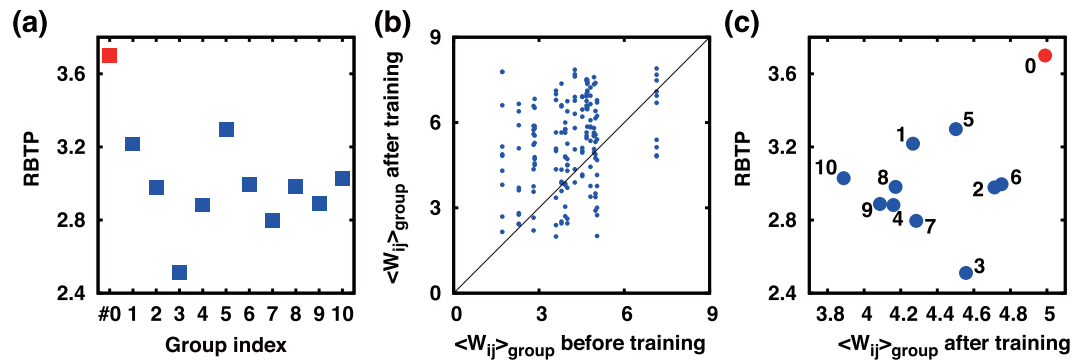 (a)
RBTP
3.6
3.2
2.8
2.4
#0 1 2 3 4 5 6 7 8 9 10
Group index
(b)
<Wij>group after training
9
6
3
0
0 3 6 9
<Wij>group before training
(c)
RBTP
3.6
3.2
2.8
2.4
0
5
1
10
8
6
2
9
4
7
3
3.8 4 4.2 4.4 4.6 4.8 5
<Wij>group after training